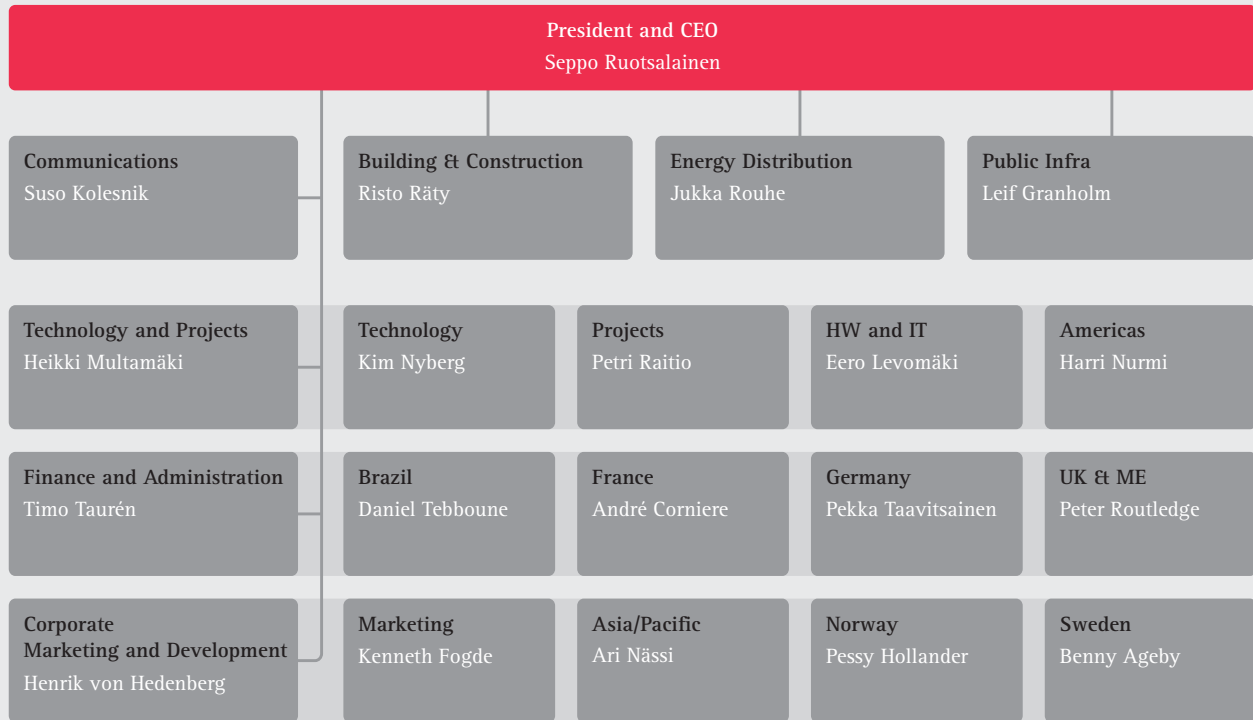 President and CEO
Seppo Ruotsalainen
Communications
Suso Kolesnik
Building & Construction
Risto Räty
Energy Distribution
Jukka Rouhe
Public Infra
Leif Granholm
Technology and Projects
Heikki Multamäki
Technology
Kim Nyberg
Projects
Petri Raitio
HW and IT
Eero Levomäki
Americas
Harri Nurmi
Finance and Administration
Timo Taurén
Brazil
Daniel Tebboune
France
André Corniere
Germany
Pekka Taavitsainen
UK & ME
Peter Routledge
Corporate
Marketing and Development
Henrik von Hedenberg
Marketing
Kenneth Fogde
Asia/Pacific
Ari Nässi
Norway
Pessy Hollander
Sweden
Benny Ageby